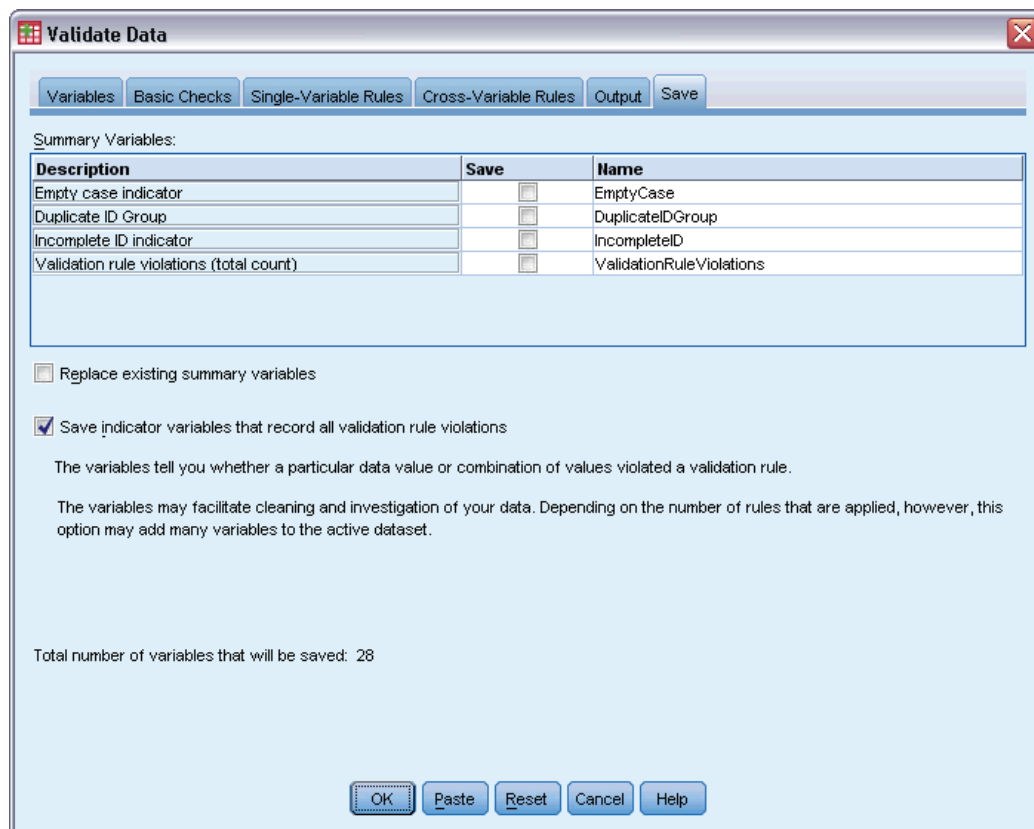 Validate Data
Variables Basic Checks Single-Variable Rules Cross-Variable Rules Output Save
Summary Variables:
Description Save Name
Empty case indicator EmptyCase
Duplicate ID Group DuplicateIDGroup
Incomplete ID indicator IncompleteID
Validation rule violations (total count) ValidationRuleViolations
Replace existing summary variables
Save indicator variables that record all validation rule violations
The variables tell you whether a particular data value or combination of values violated a validation rule.
The variables may facilitate cleaning and investigation of your data. Depending on the number of rules that are applied, however, this
option may add many variables to the active dataset.
Total number of variables that will be saved: 28
OK Paste Reset Cancel Help